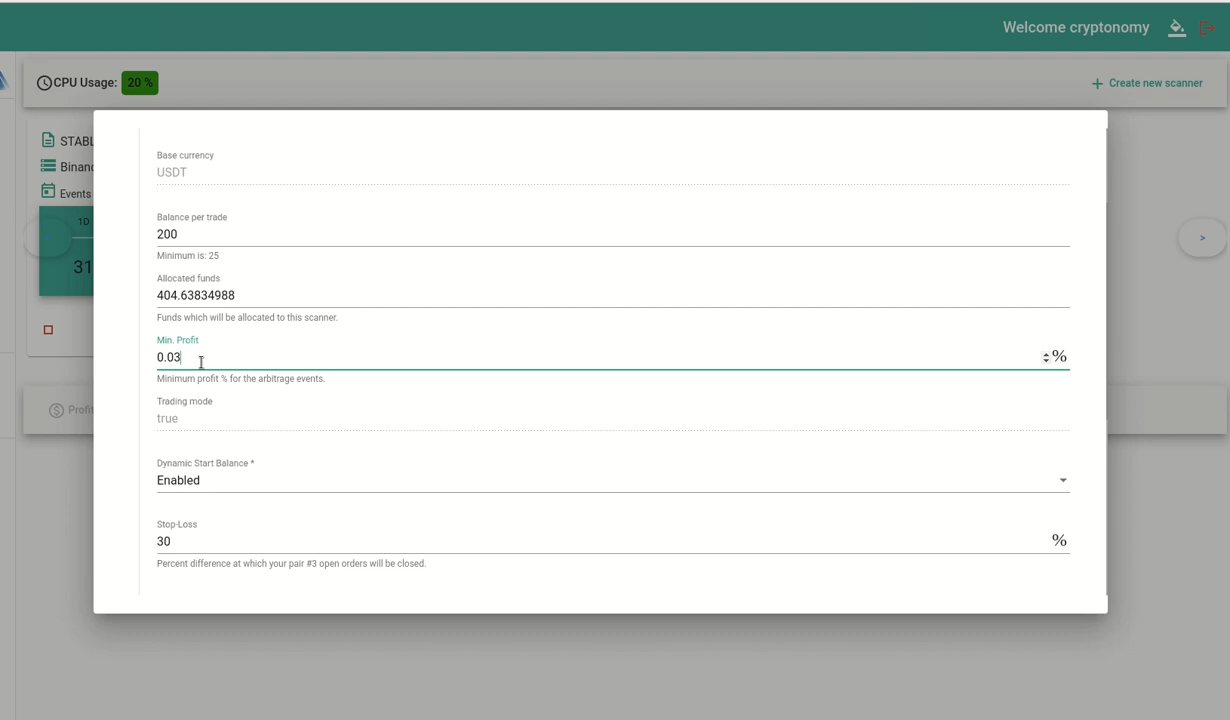 Welcome cryptonomy
CPU Usage: 20 %
+ Create new scanner
STABL
Binanc
Events
1D
31
>
Profit
Base currency
USDT
Balance per trade
200
Minimum is: 25
Allocated funds
404.63834988
Funds which will be allocated to this scanner.
Min. Profit
0.03
%
Minimum profit % for the arbitrage events.
Trading mode
true
Dynamic Start Balance *
Enabled
Stop-Loss
30
%
Percent difference at which your pair #3 open orders will be closed.